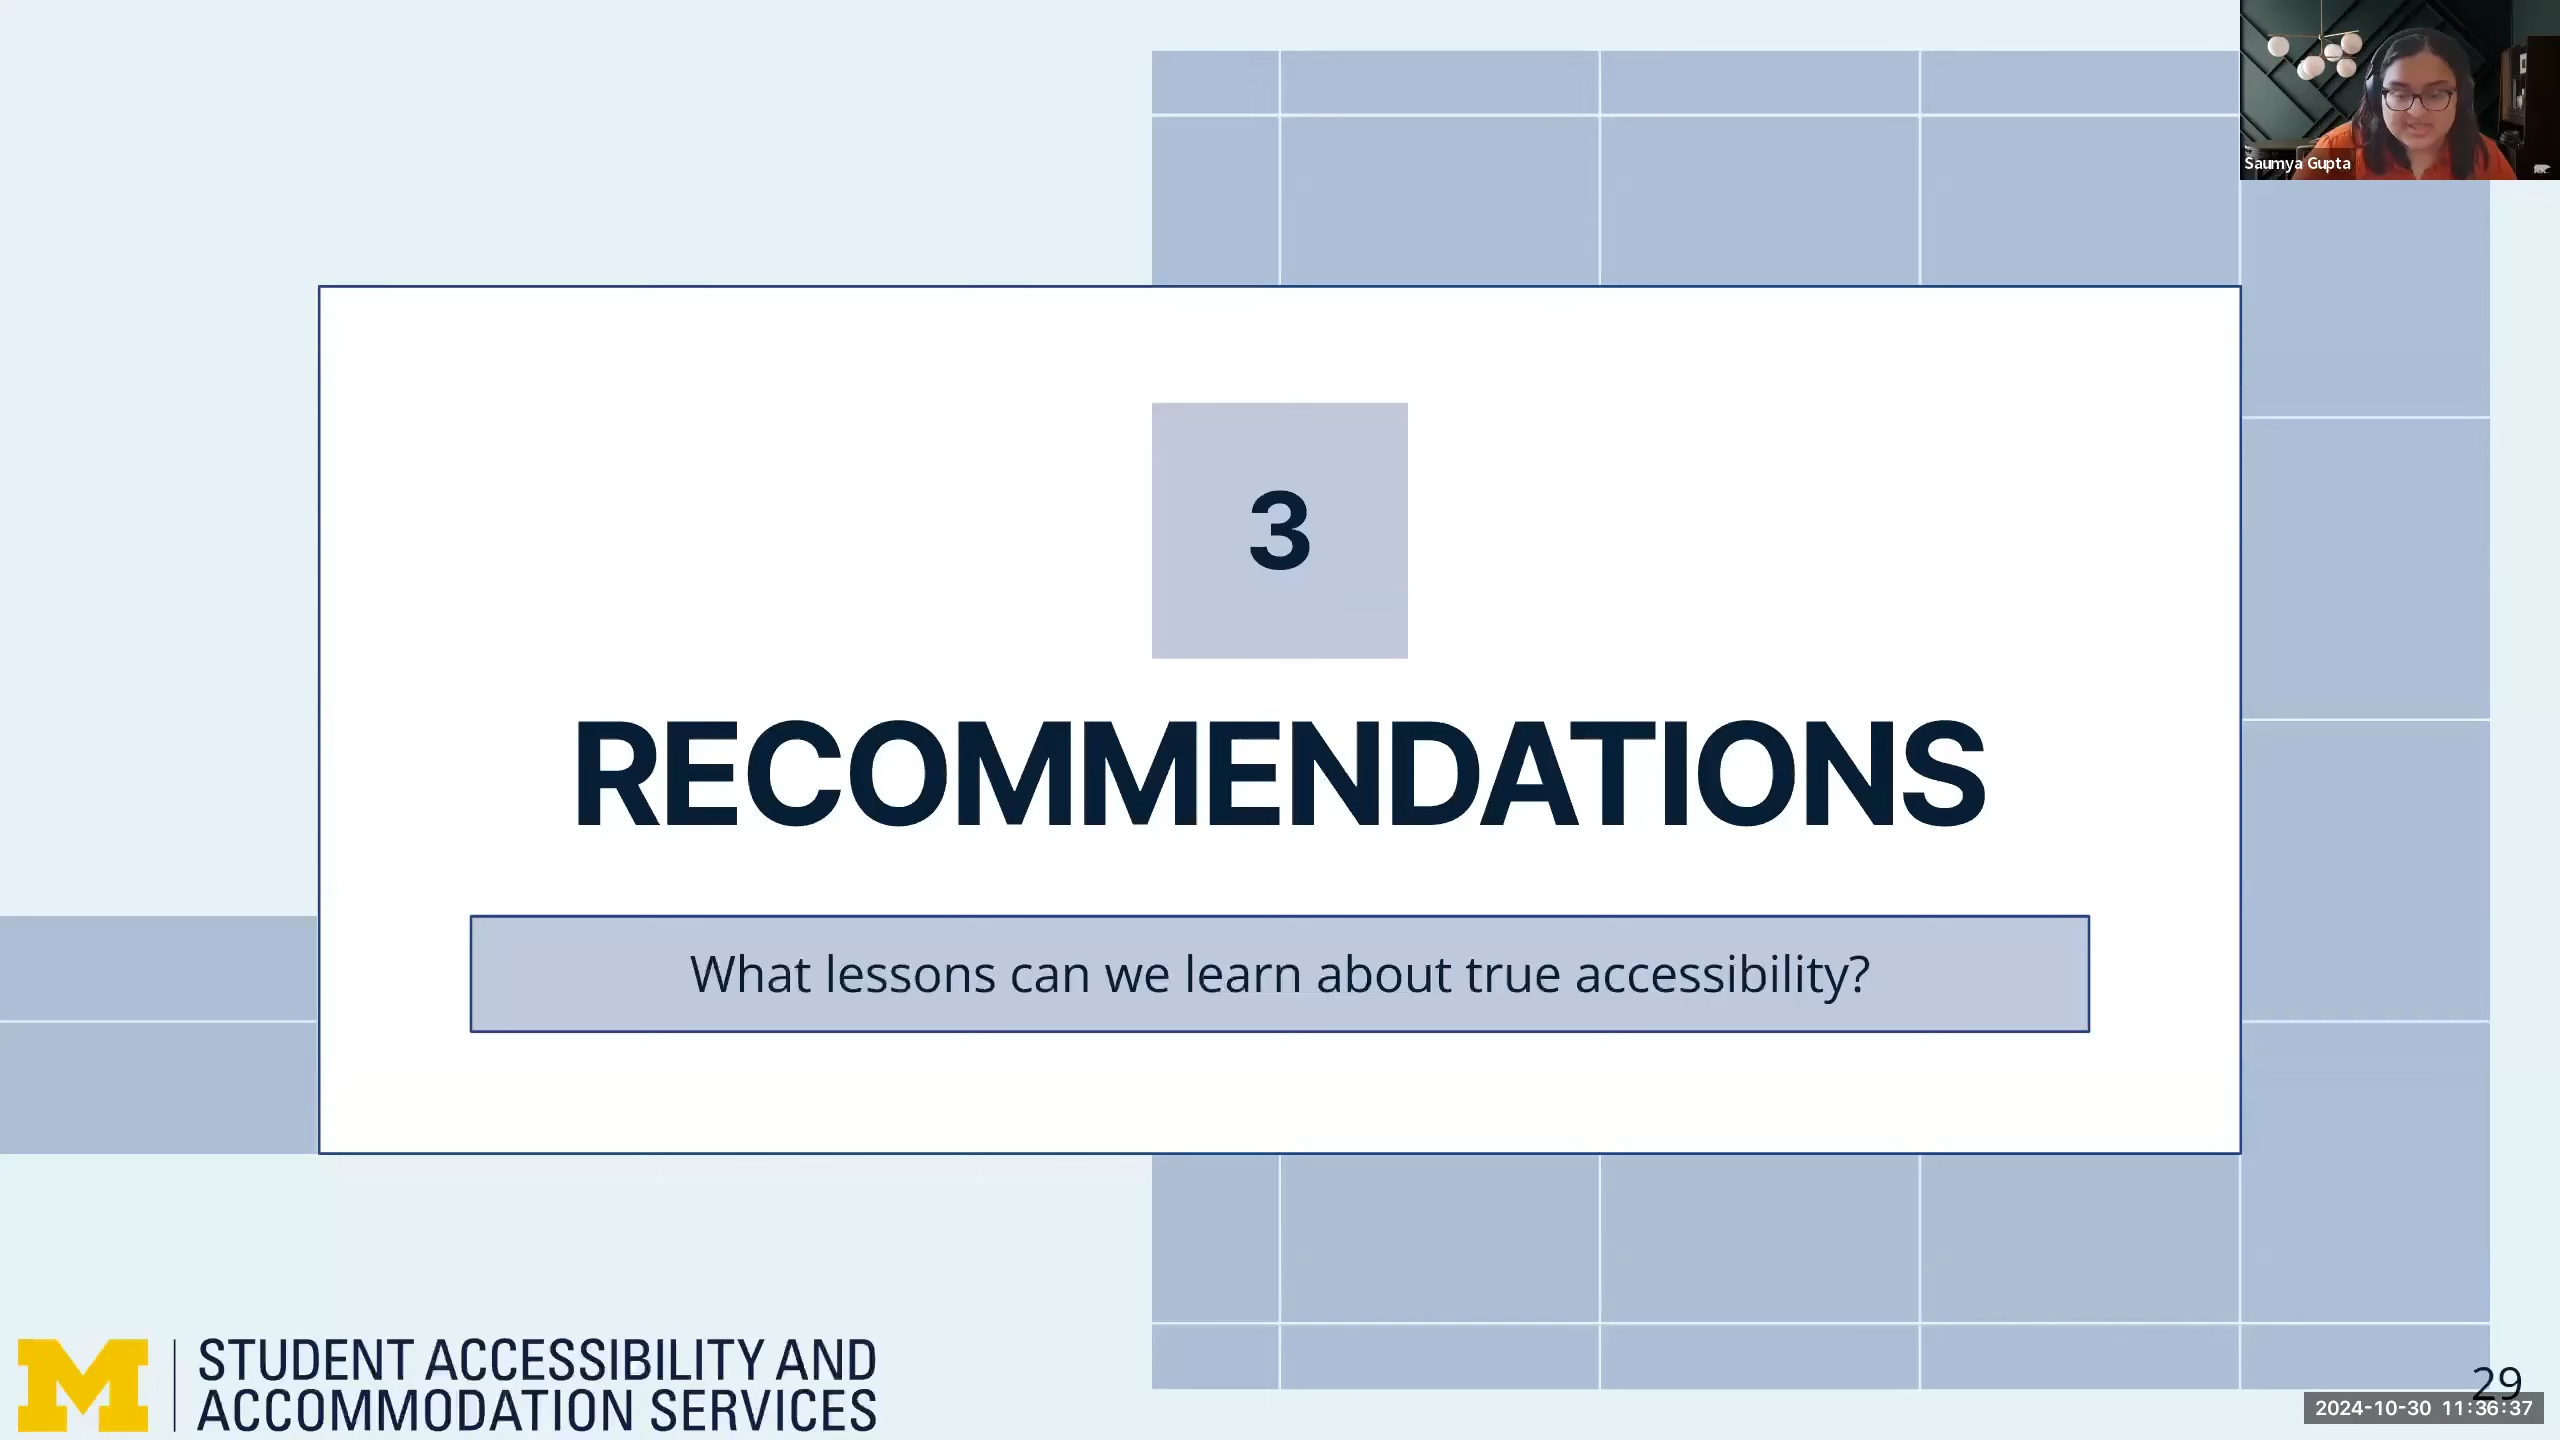 Saumya Gupta
3
RECOMMENDATIONS
What lessons can we learn about true accessibility?
M
STUDENT ACCESSIBILITY AND
ACCOMMODATION SERVICES
29
2024-10-30 11:36:37